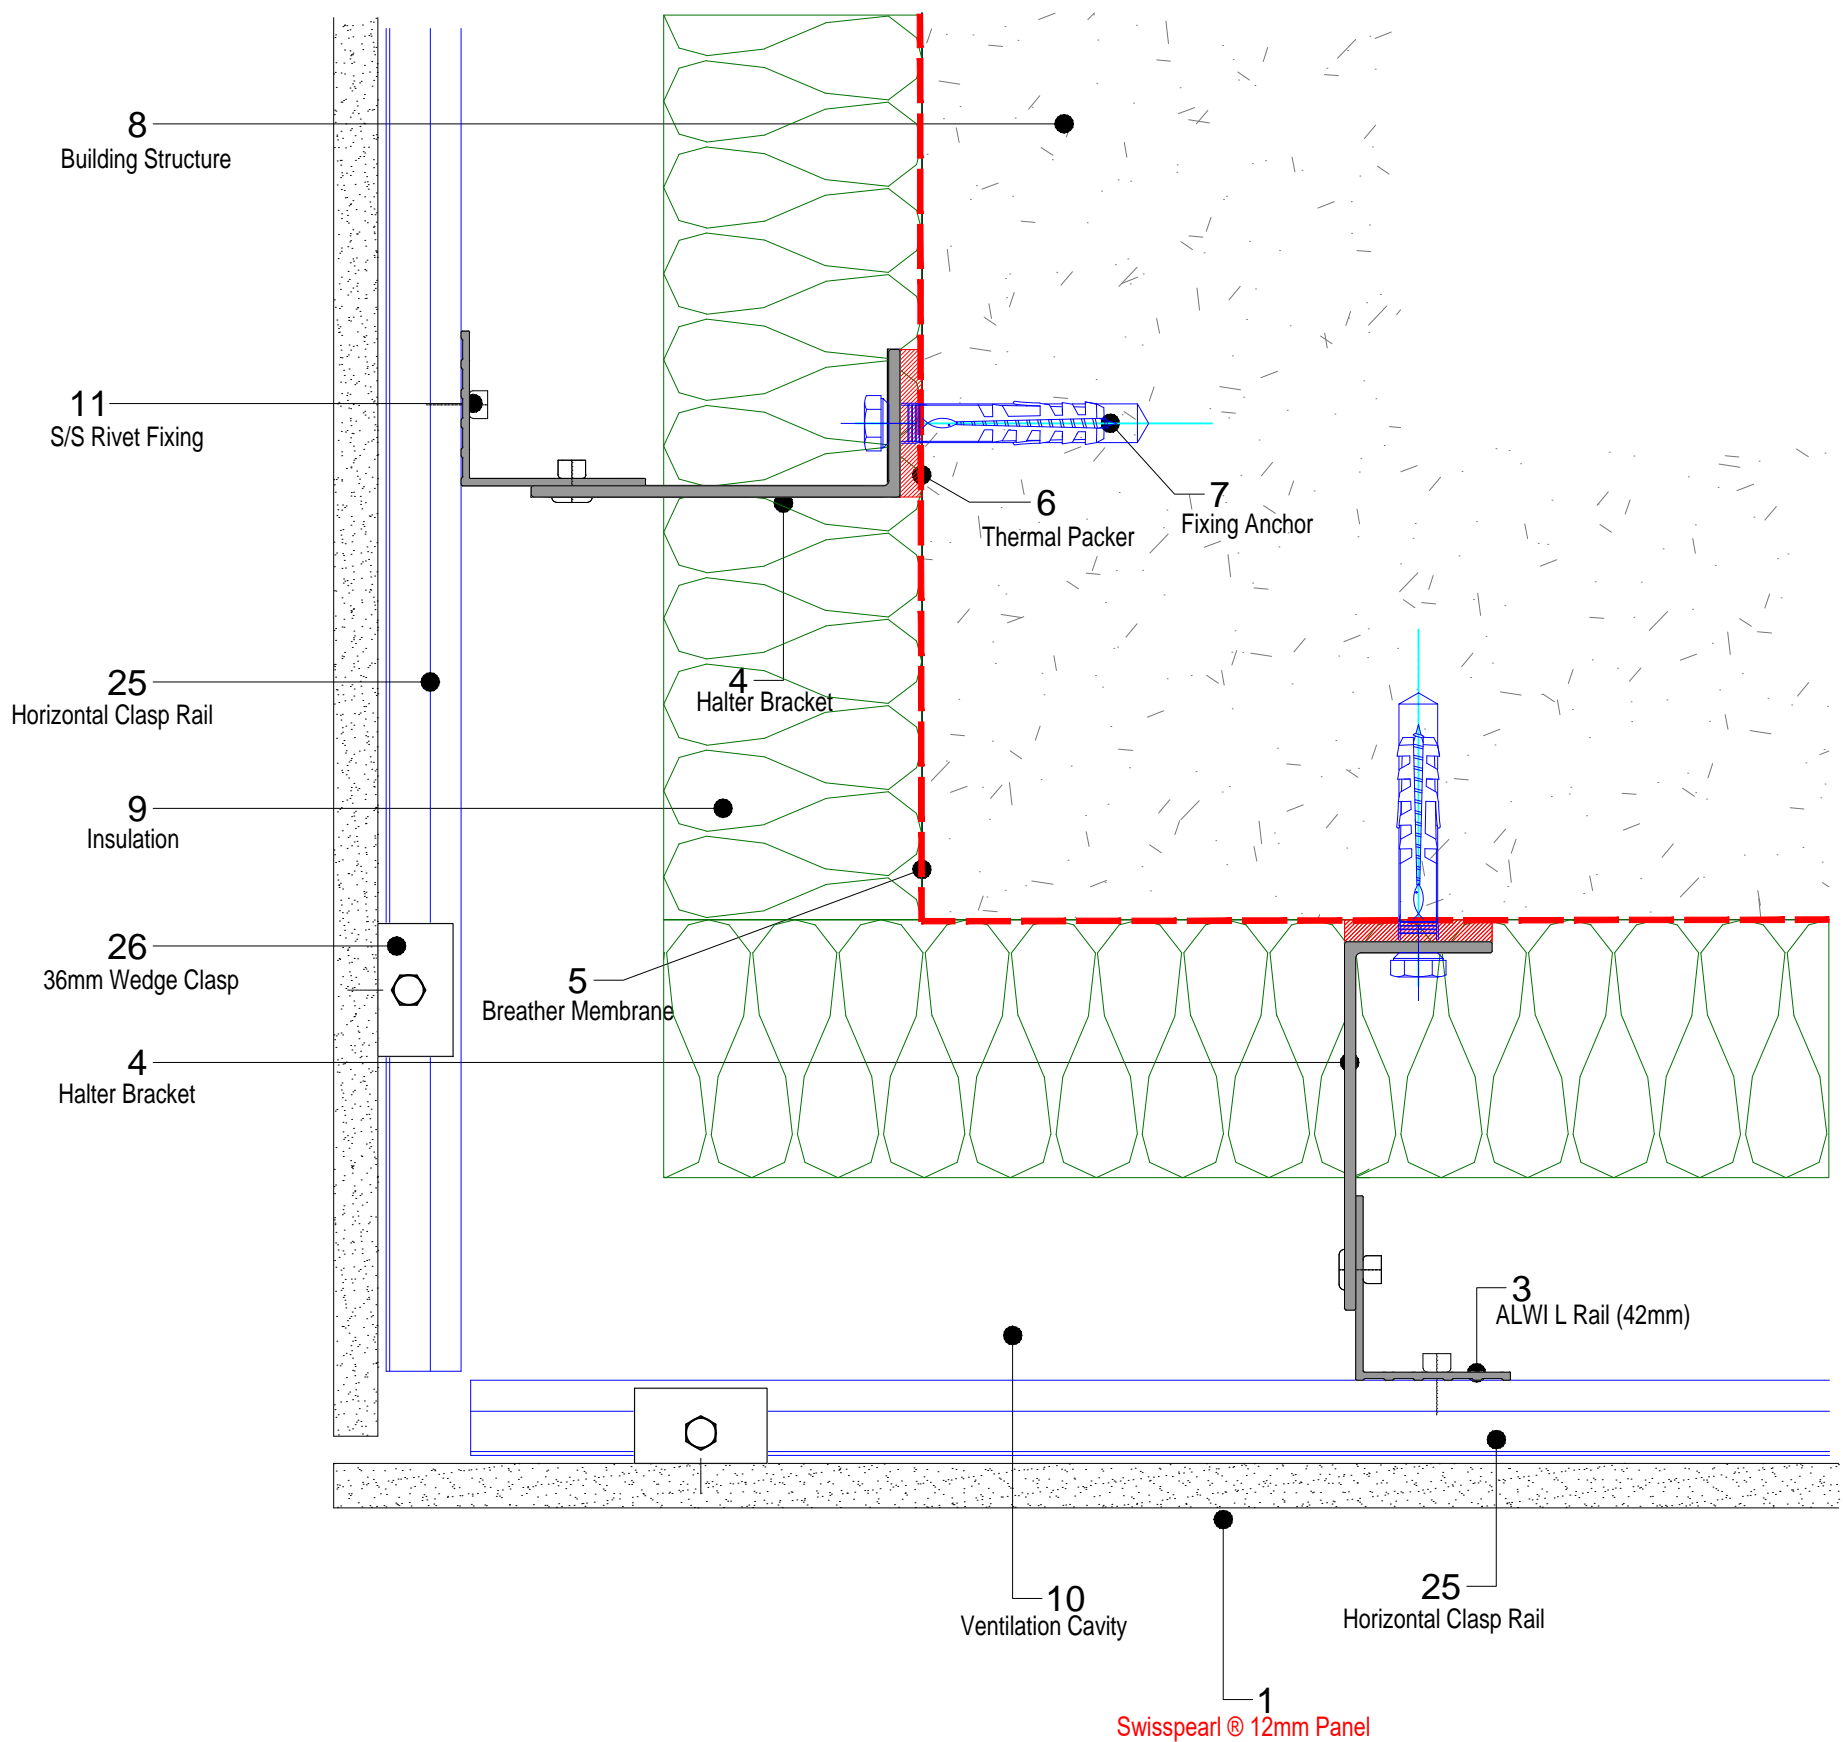 8
Building Structure
11
S/S Rivet Fixing
6
Thermal Packer
7
Fixing Anchor
25
Horizontal Clasp Rail
4
Halter Bracket
9
Insulation
26
36mm Wedge Clasp
5
Breather Membrane
4
Halter Bracket
3
ALWI L Rail (42mm)
10
Ventilation Cavity
25
Horizontal Clasp Rail
1
Swisspearl ® 12mm Panel